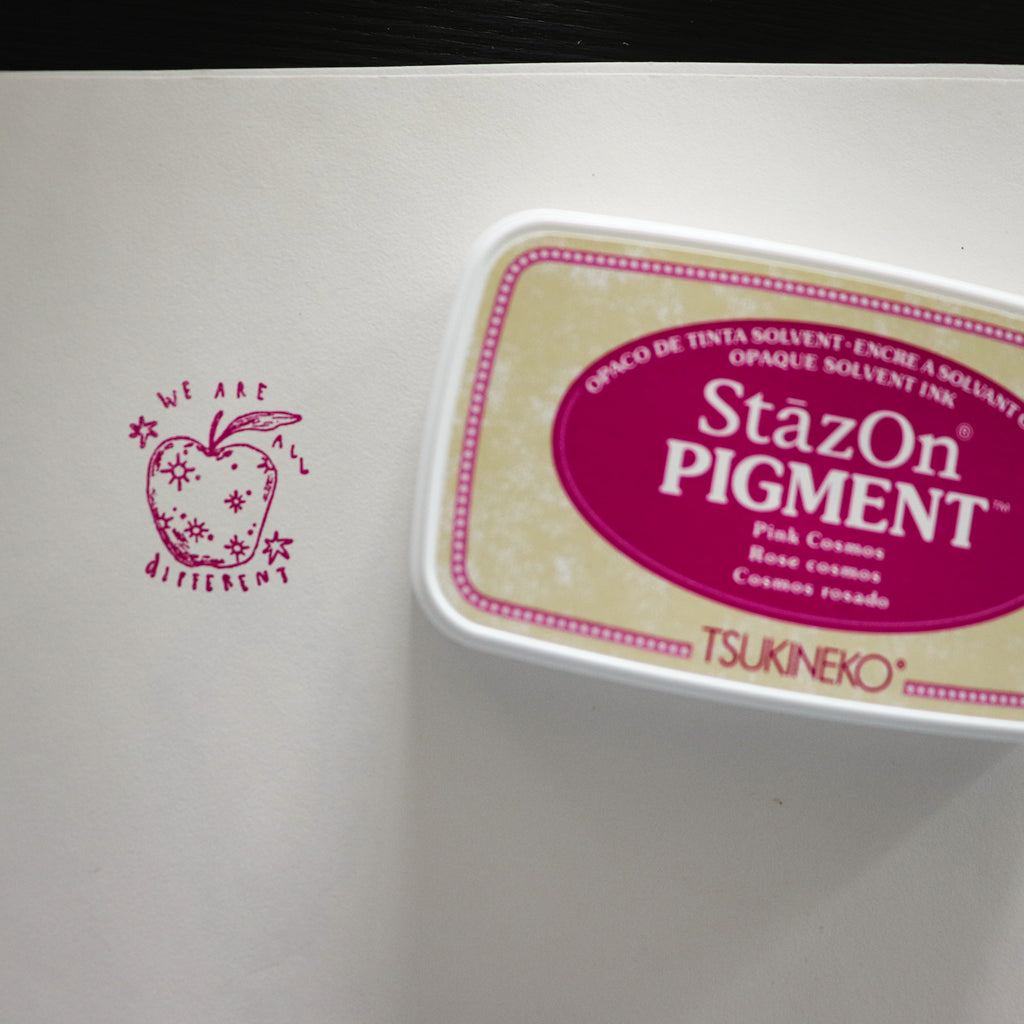 WE ARE
ALL
DIFFERENT
OPACO DE TINTA SOLVENT · ENCRE A SOLVANT
OPAQUE SOLVENT INK
StāzOn®
PIGMENT™
Pink Cosmos
Rose cosmos
Cosmos rosado
TSUKINEKO®